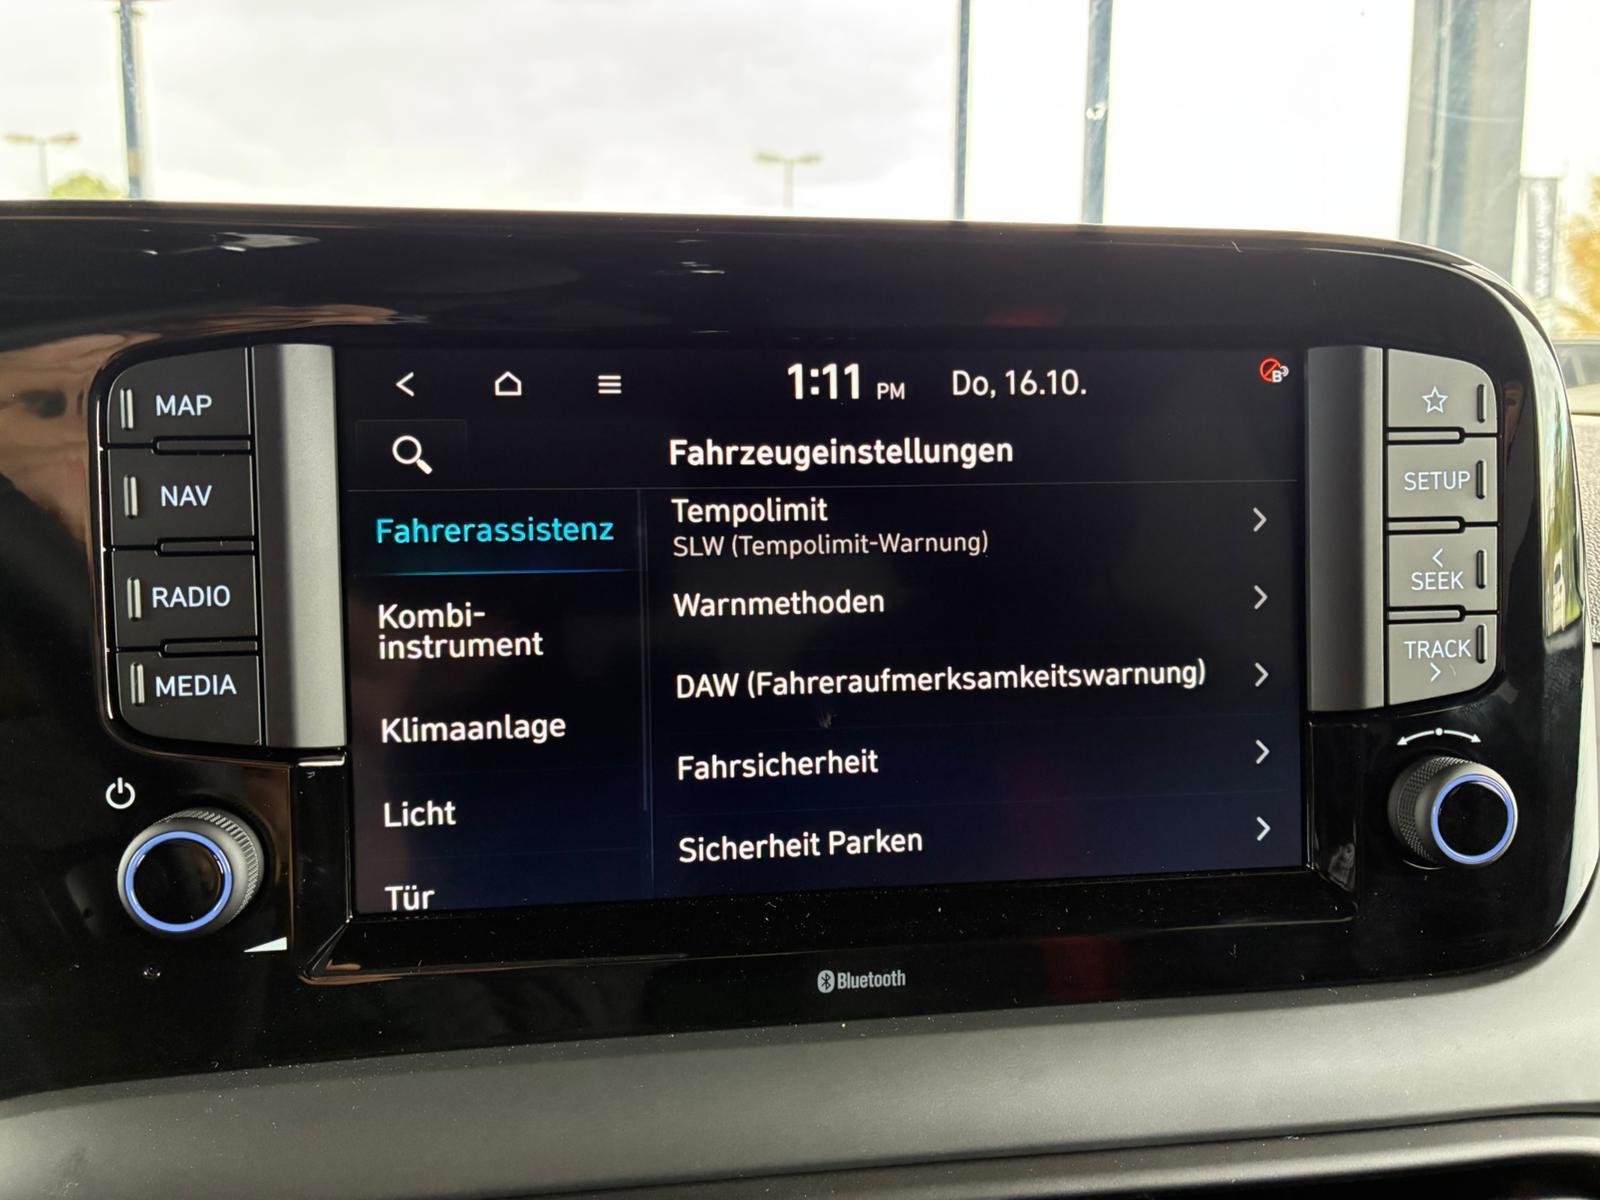 MAP
NAV
RADIO
MEDIA
1:11 PM
Do, 16.10.
B
Fahrzeugeinstellungen
Fahrerassistenz
Kombi-
instrument
Klimaanlage
Licht
Tür
Tempolimit
SLW (Tempolimit-Warnung)
Warnmethoden
DAW (Fahreraufmerksamkeitswarnung)
Fahrsicherheit
Sicherheit Parken
SETUP
SEEK
TRACK
Bluetooth